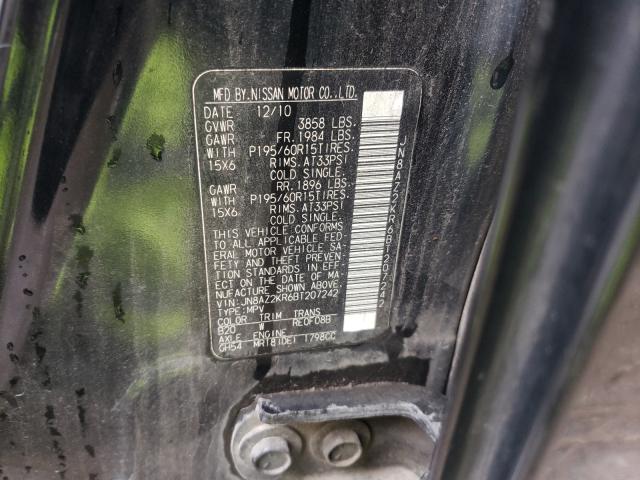 MFD BY.NISSAN MOTOR CO.,LTD.
DATE 12/10
GVWR 3858 LBS.
GAWR FR. 1984 LBS.
WITH P195/60R15TIRES.
15X6 RIMS.AT33PSI
COLD SINGLE.
GAWR RR. 1896 LBS.
WITH P195/60R15TIRES.
15X6 RIMS.AT33PSI
COLD SINGLE.
THIS VEHICLE CONFORMS
TO ALL APPLICABLE FED-
ERAL MOTOR VEHICLE SA-
FETY AND THEFT PREVEN-
TION STANDARDS IN EFF-
ECT ON THE DATE OF MA-
NUFACTURE SHOWN ABOVE.
VIN:JN8AZ2KR6BT207242
TYPE:MPV
COLOR TRIM TRANS
B20 W RE0F08B
AXLE ENGINE
GH54 MR18(DE) 1798CC
JN8AZ2KR6BT207242